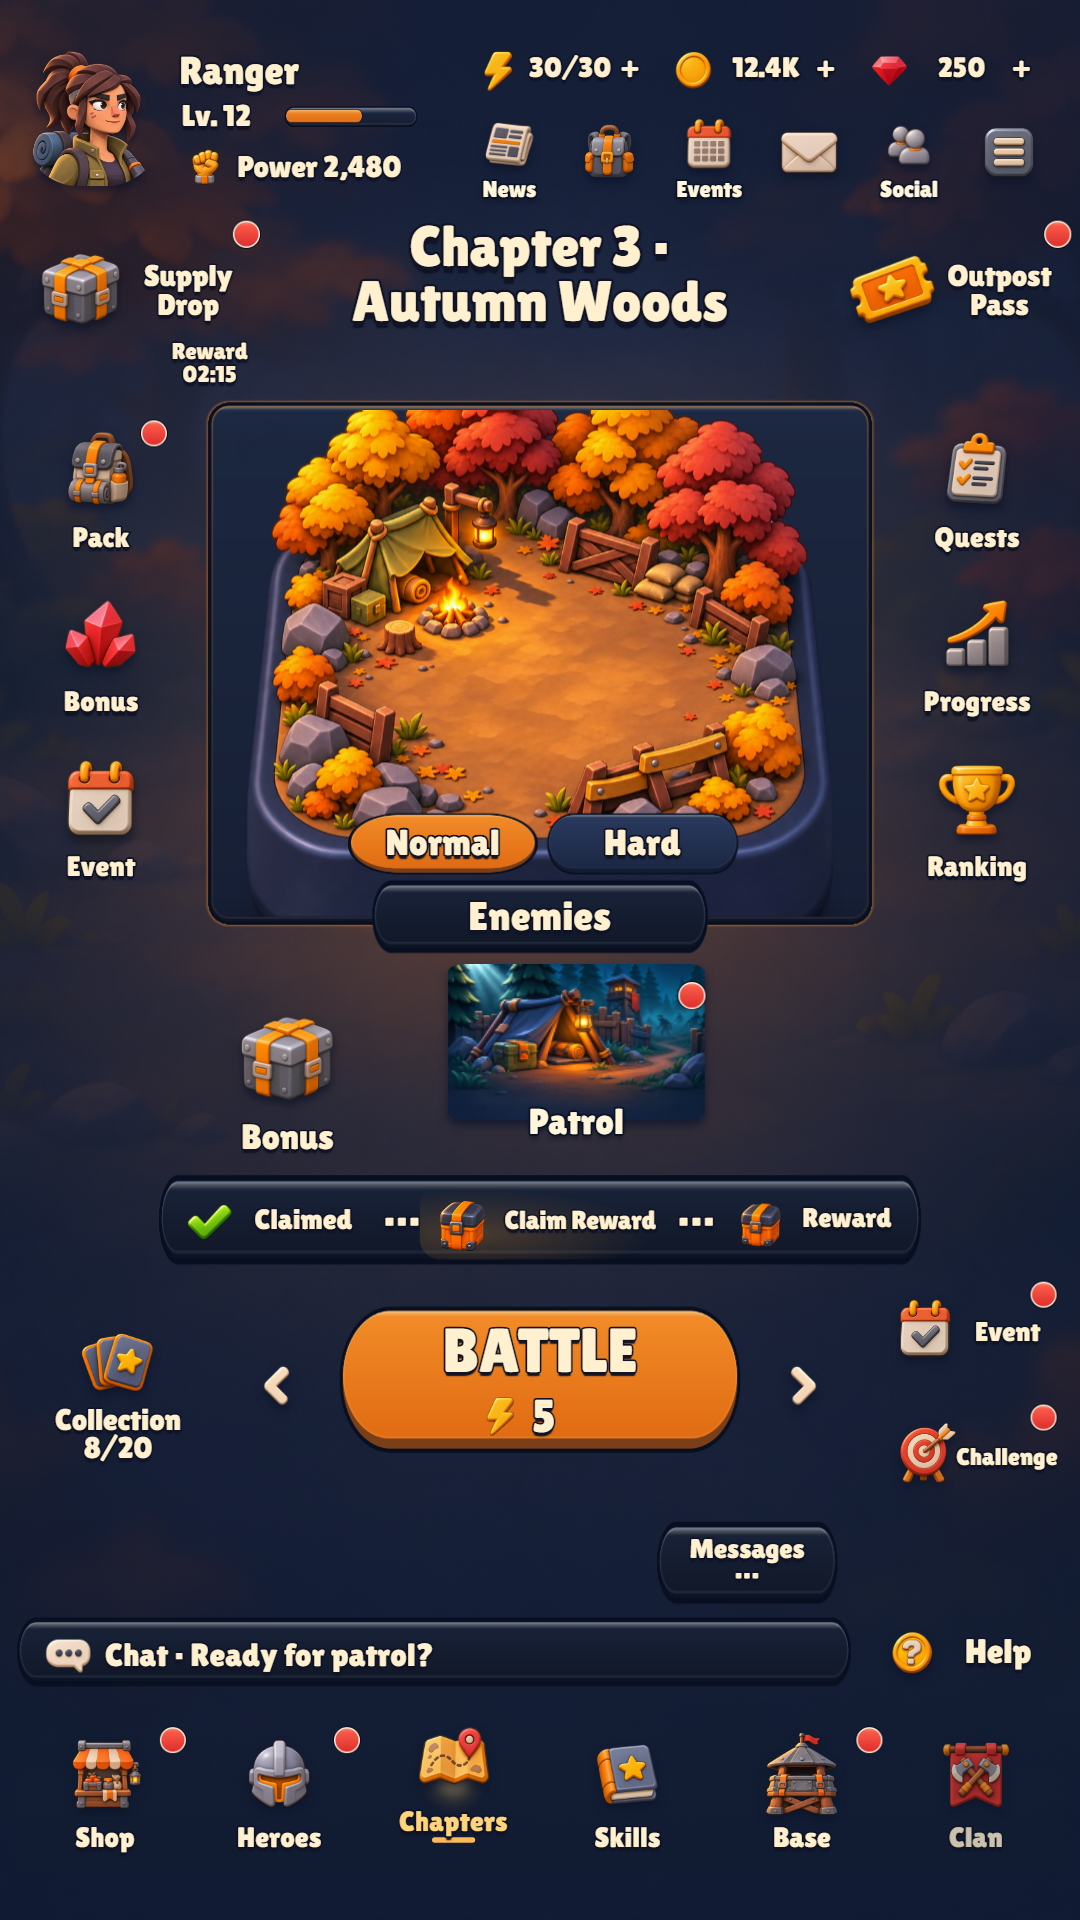 Ranger
Lv. 12
Power 2,480
30/30 +
12.4K +
250 +
News
Events
Social
Supply
Drop
Reward
02:15
Chapter 3 ·
Autumn Woods
Outpost
Pass
Pack
Bonus
Event
Quests
Progress
Ranking
Normal
Hard
Enemies
Bonus
Patrol
Claimed
...
Claim Reward
...
Reward
Collection
8/20
BATTLE
5
Event
Challenge
Messages
...
Chat · Ready for patrol?
Help
Shop
Heroes
Chapters
Skills
Base
Clan